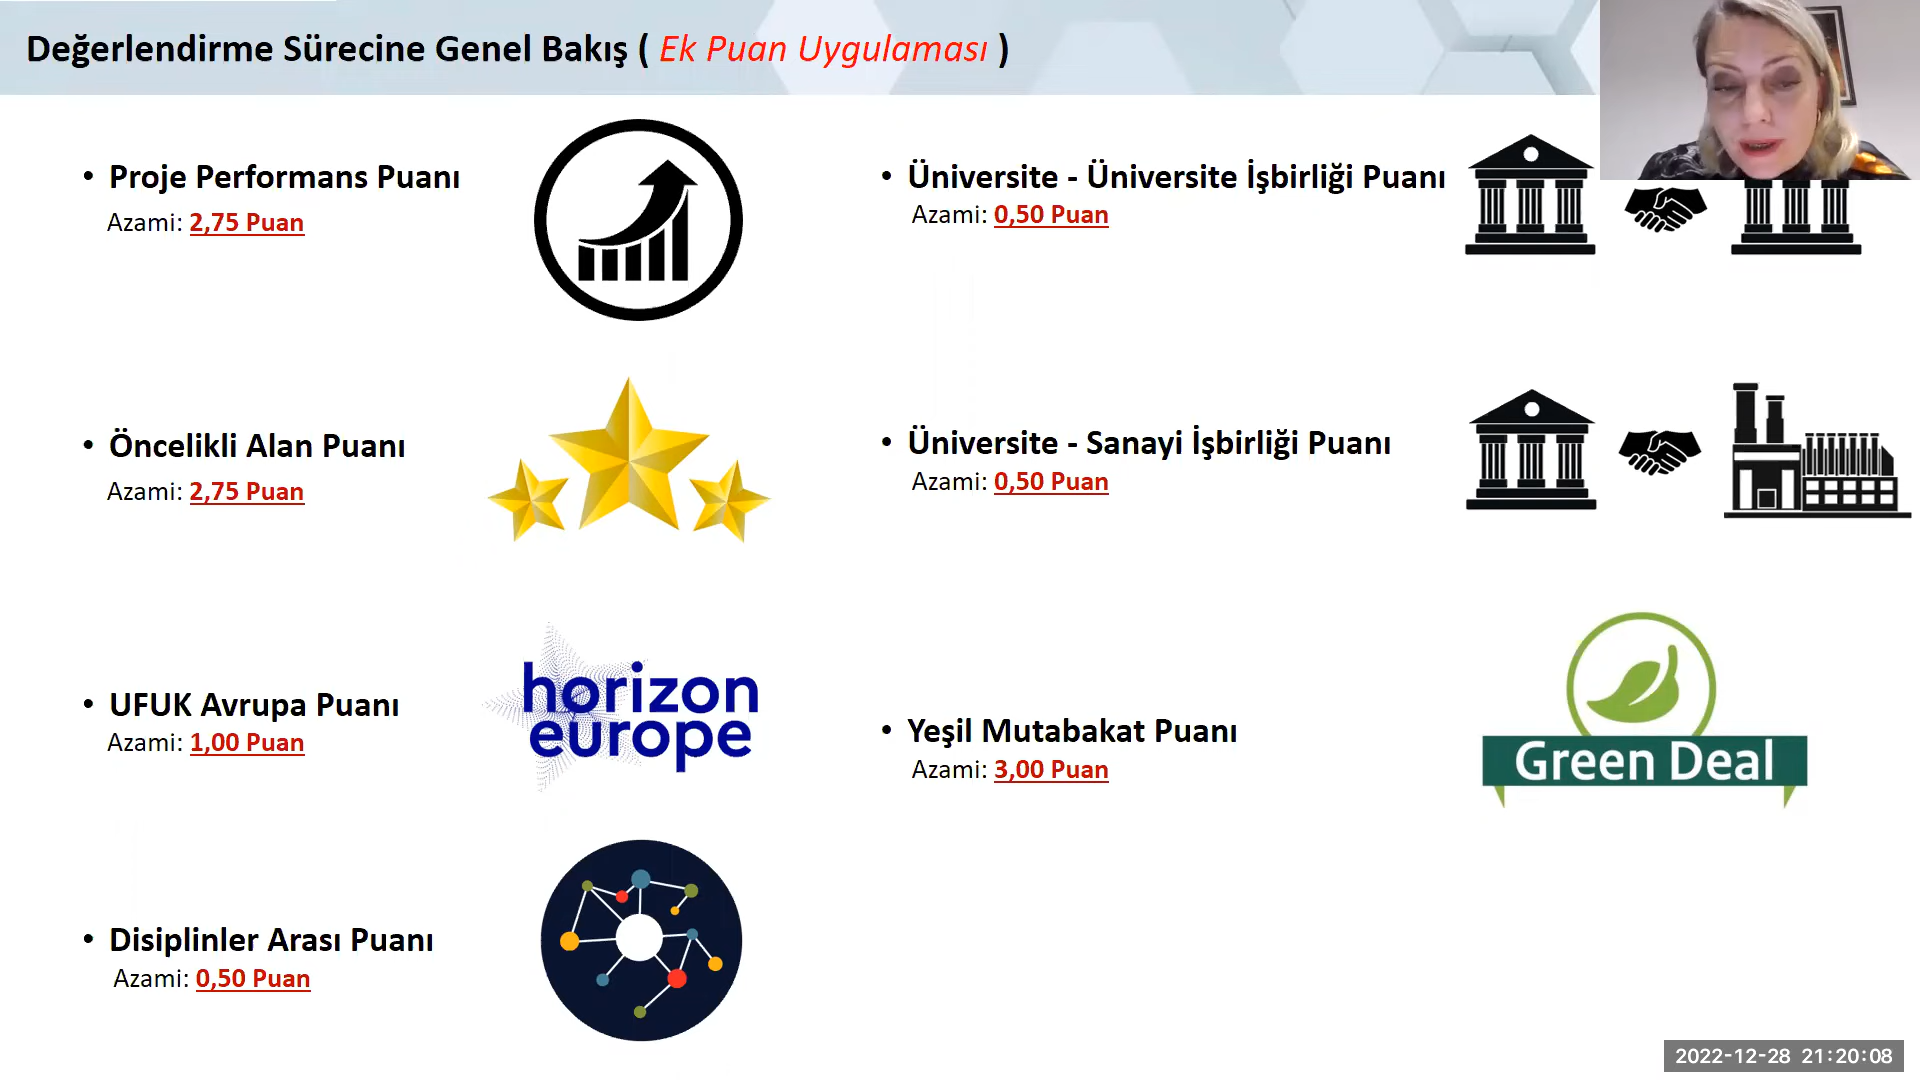 Değerlendirme Sürecine Genel Bakış ( Ek Puan Uygulaması )
• Proje Performans Puanı
Azami: 2,75 Puan
• Öncelikli Alan Puanı
Azami: 2,75 Puan
• UFUK Avrupa Puanı
Azami: 1,00 Puan
horizon
europe
• Disiplinler Arası Puanı
Azami: 0,50 Puan
• Üniversite - Üniversite İşbirliği Puanı
Azami: 0,50 Puan
• Üniversite - Sanayi İşbirliği Puanı
Azami: 0,50 Puan
• Yeşil Mutabakat Puanı
Azami: 3,00 Puan
Green Deal
2022-12-28 21:20:08